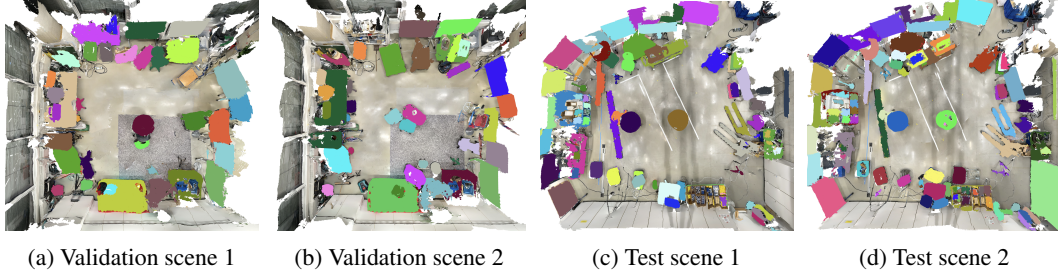 (a) Validation scene 1
(b) Validation scene 2
(c) Test scene 1
(d) Test scene 2